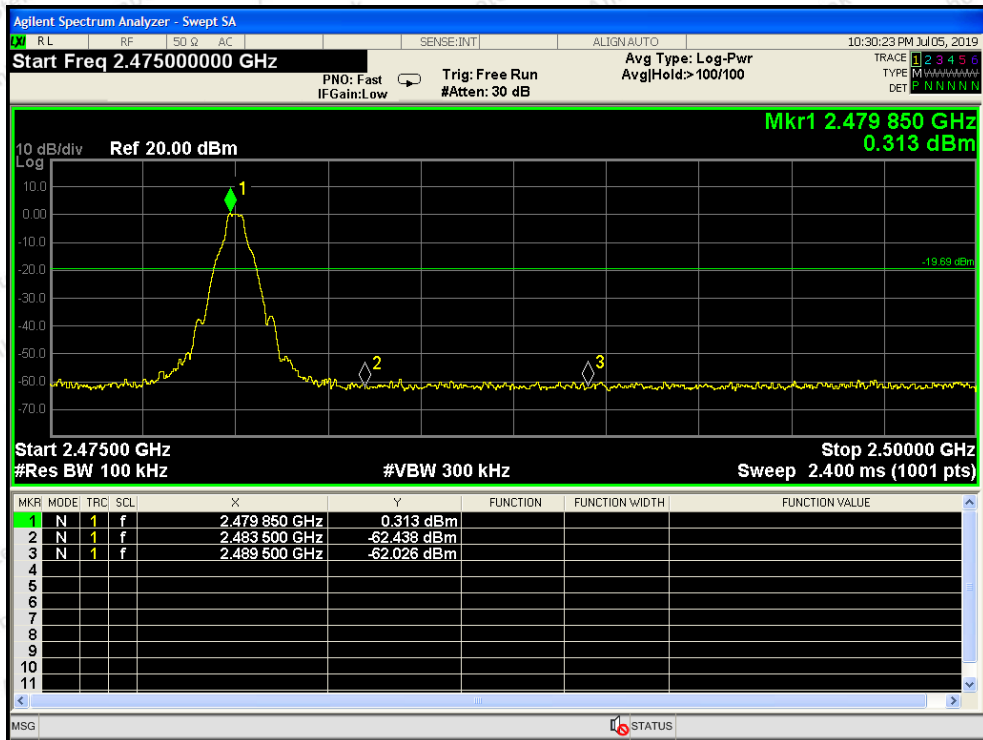 Agilent Spectrum Analyzer - Swept SA
LXI RL RF 50 Ω AC SENSE:INT ALIGN AUTO 10:30:23 PM Jul 05, 2019
Start Freq 2.475000000 GHz
PNO: Fast
IFGain:Low
Trig: Free Run
#Atten: 30 dB
Avg Type: Log-Pwr
Avg|Hold:>100/100
TRACE 1 2 3 4 5 6
TYPE M
DET P N N N N N
Mkr1 2.479 850 GHz
0.313 dBm
10 dB/div Ref 20.00 dBm
Log
10.0
0.00
-10.0
-20.0
-30.0
-40.0
-50.0
-60.0
-70.0
1
-19.69 dBm
2
3
Start 2.47500 GHz Stop 2.50000 GHz
#Res BW 100 kHz #VBW 300 kHz Sweep 2.400 ms (1001 pts)
MKR MODE TRC SCL X Y FUNCTION FUNCTION WIDTH FUNCTION VALUE
1 N 1 f 2.479 850 GHz 0.313 dBm
2 N 1 f 2.483 500 GHz -62.438 dBm
3 N 1 f 2.489 500 GHz -62.026 dBm
4
5
6
7
8
9
10
11
MSG STATUS